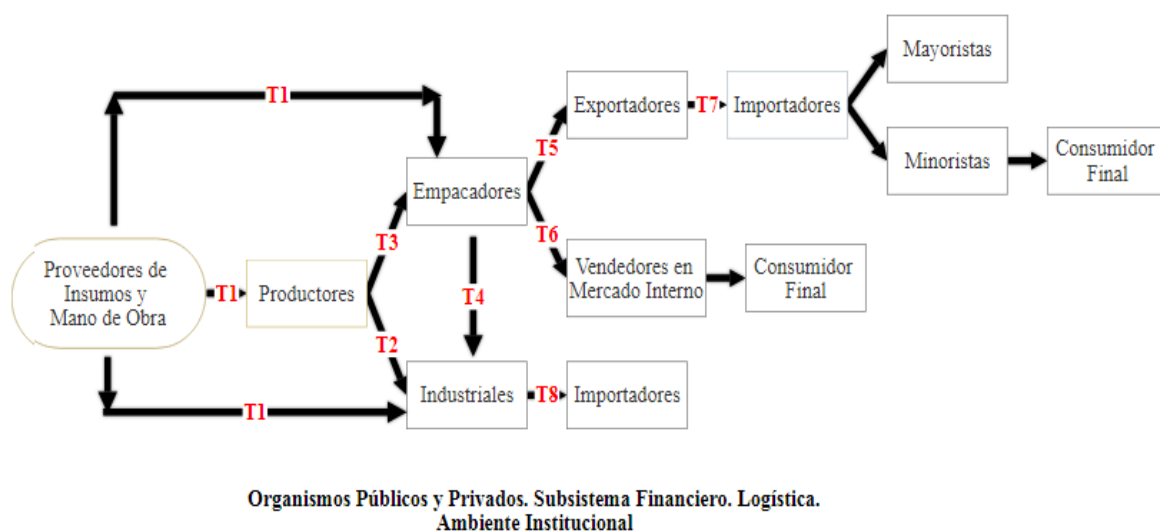 Mayoristas
T1
Exportadores
T7
Importadores
T5
Minoristas
Consumidor
Final
Empacadores
T3
T6
Proveedores de
Insumos y
Mano de Obra
T1
Productores
T4
Vendedores en
Mercado Interno
Consumidor
Final
T2
Industriales
T8
Importadores
T1
Organismos Públicos y Privados. Subsistema Financiero. Logística.
Ambiente Institucional